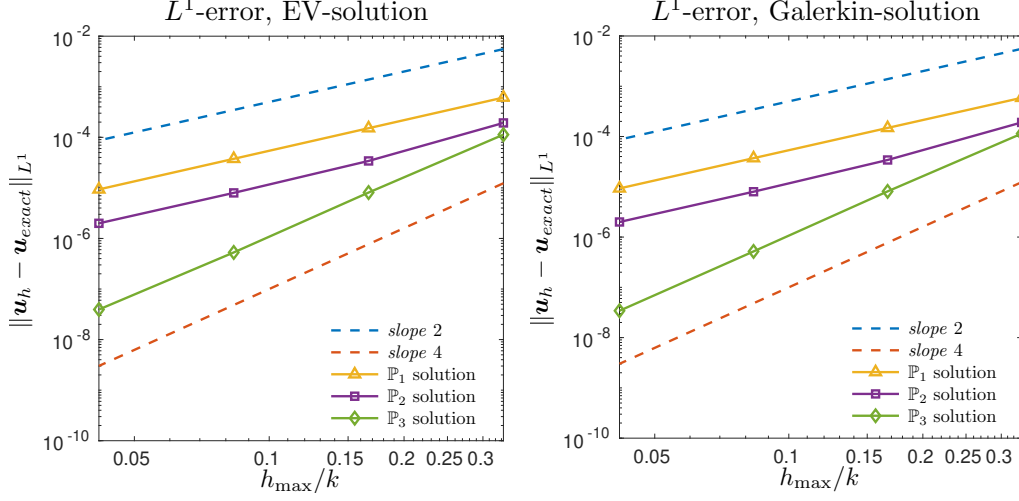 L¹-error, EV-solution
‖u_h − u_exact‖_{L¹}
10⁻²
10⁻⁴
10⁻⁶
10⁻⁸
10⁻¹⁰
slope 2
slope 4
ℙ₁ solution
ℙ₂ solution
ℙ₃ solution
0.05 0.1 0.15 0.2 0.25 0.3
h_max/k
L¹-error, Galerkin-solution
‖u_h − u_exact‖_{L¹}
10⁻²
10⁻⁴
10⁻⁶
10⁻⁸
10⁻¹⁰
slope 2
slope 4
ℙ₁ solution
ℙ₂ solution
ℙ₃ solution
0.05 0.1 0.15 0.2 0.25 0.3
h_max/k